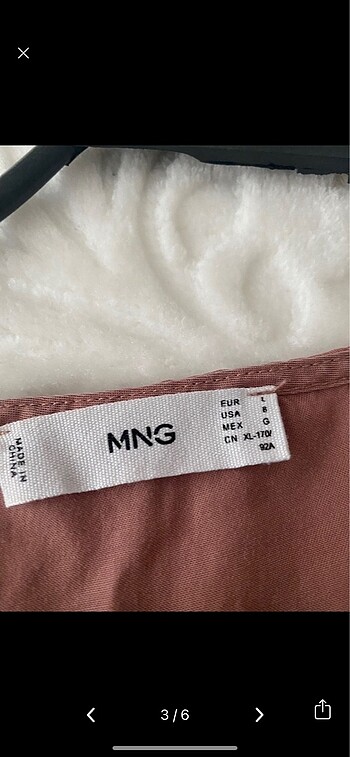 MADE IN
CHINA
MNG
EUR L
USA 8
MEX G
CN XL-170/
92A
3/6